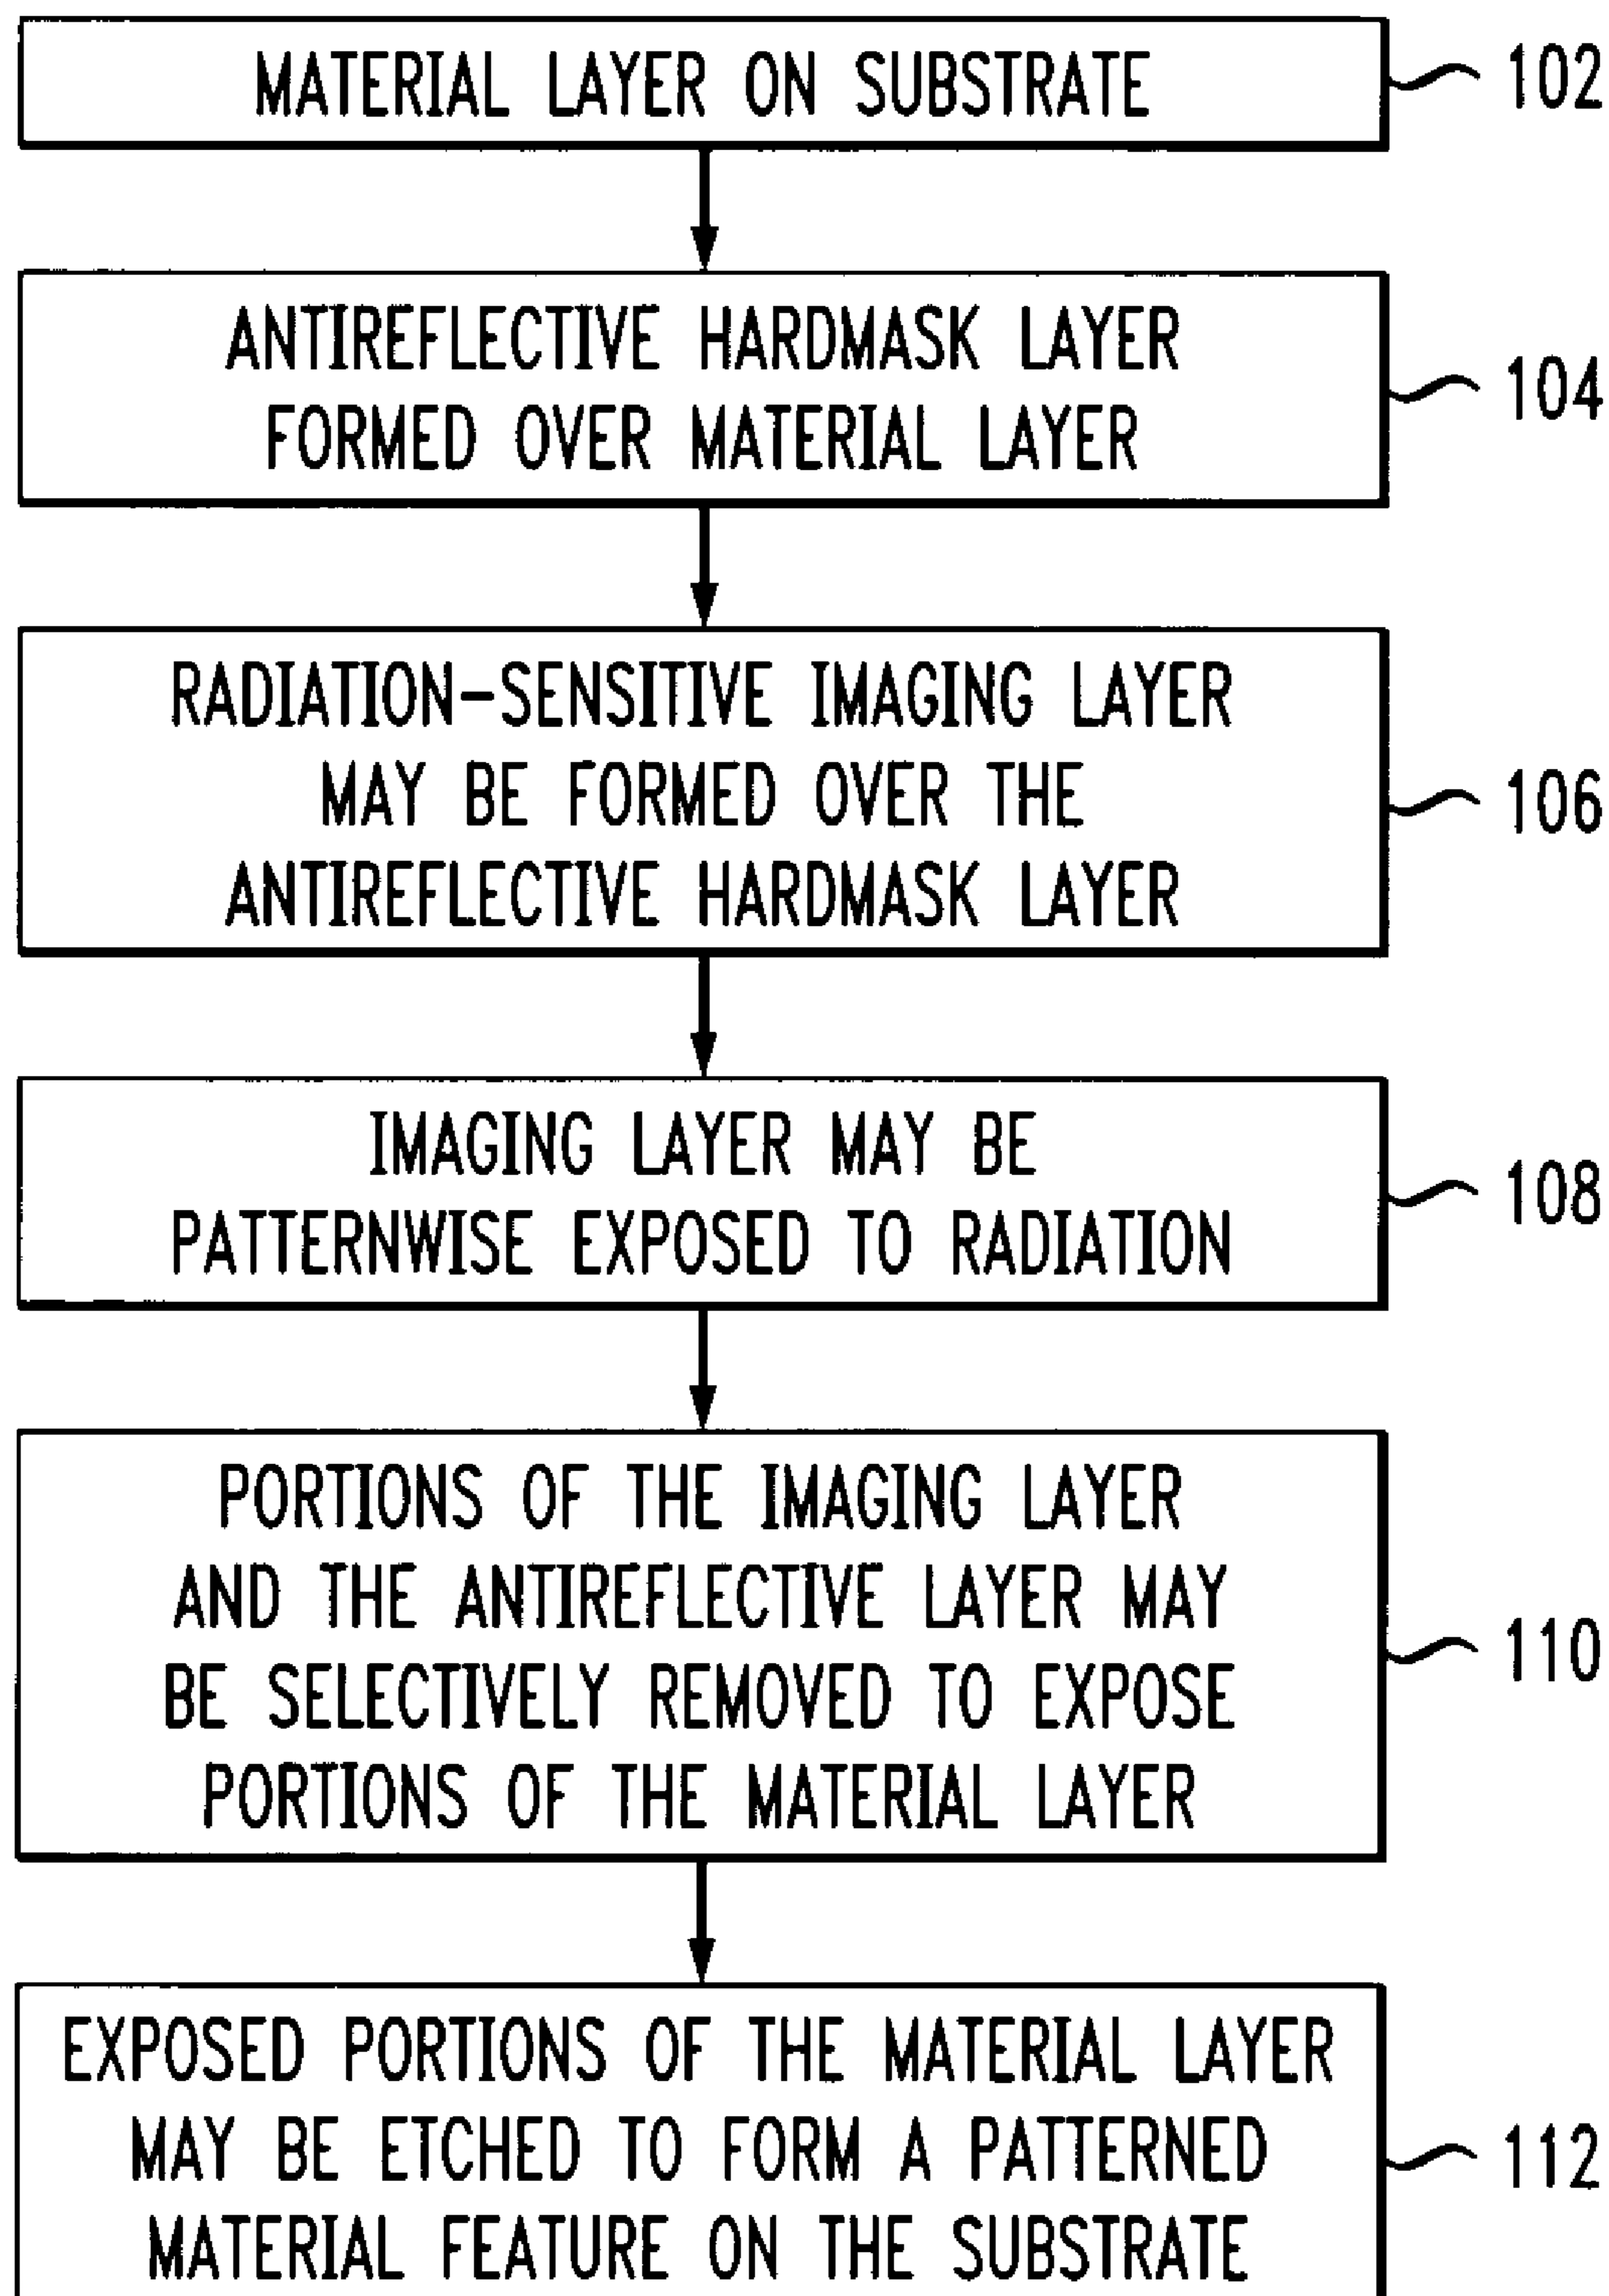 MATERIAL LAYER ON SUBSTRATE
102
ANTIREFLECTIVE HARDMASK LAYER
FORMED OVER MATERIAL LAYER
104
RADIATION-SENSITIVE IMAGING LAYER
MAY BE FORMED OVER THE
ANTIREFLECTIVE HARDMASK LAYER
106
IMAGING LAYER MAY BE
PATTERNWISE EXPOSED TO RADIATION
108
PORTIONS OF THE IMAGING LAYER
AND THE ANTIREFLECTIVE LAYER MAY
BE SELECTIVELY REMOVED TO EXPOSE
PORTIONS OF THE MATERIAL LAYER
110
EXPOSED PORTIONS OF THE MATERIAL LAYER
MAY BE ETCHED TO FORM A PATTERNED
MATERIAL FEATURE ON THE SUBSTRATE
112